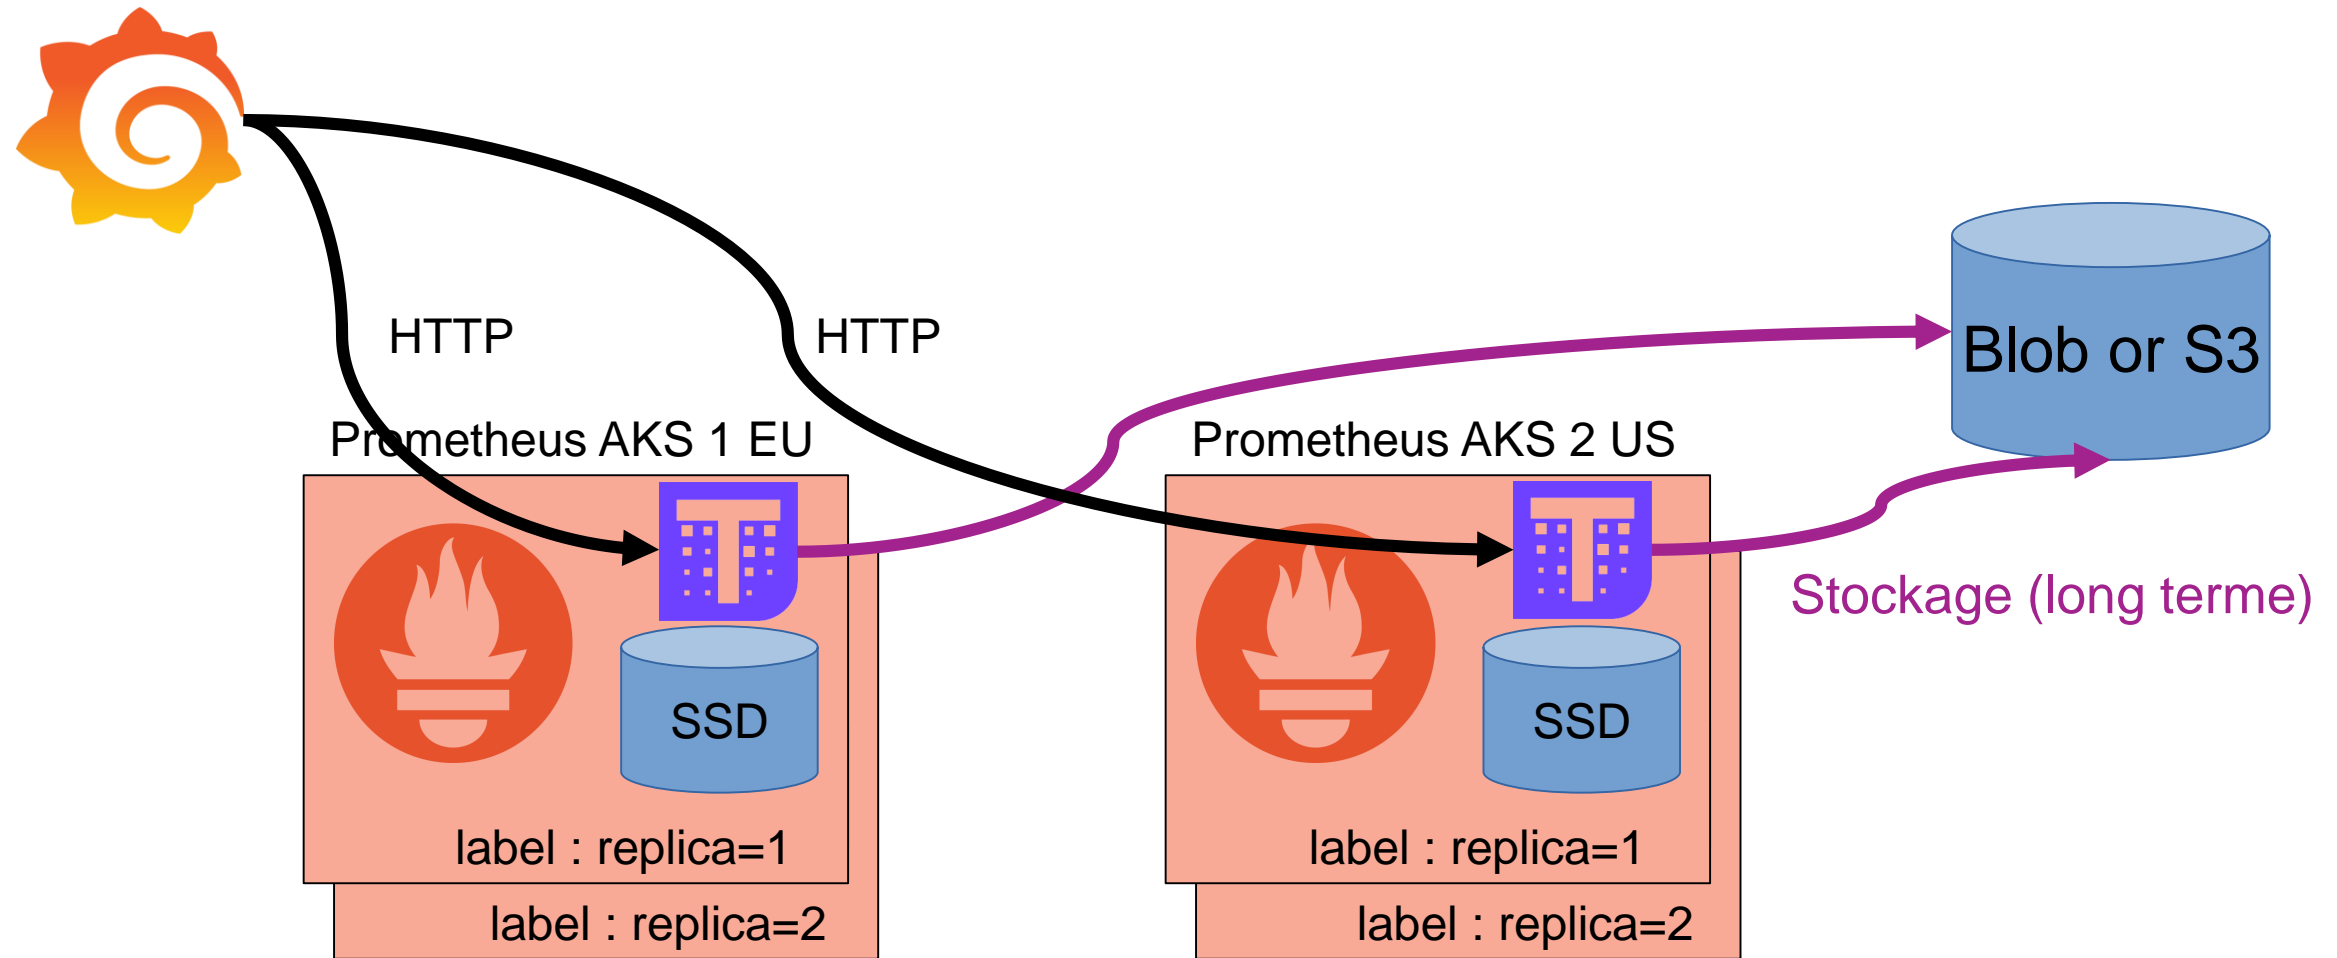 HTTP
HTTP
Blob or S3
Prometheus AKS 1 EU
Prometheus AKS 2 US
Stockage (long terme)
SSD
SSD
label : replica=1
label : replica=1
label : replica=2
label : replica=2